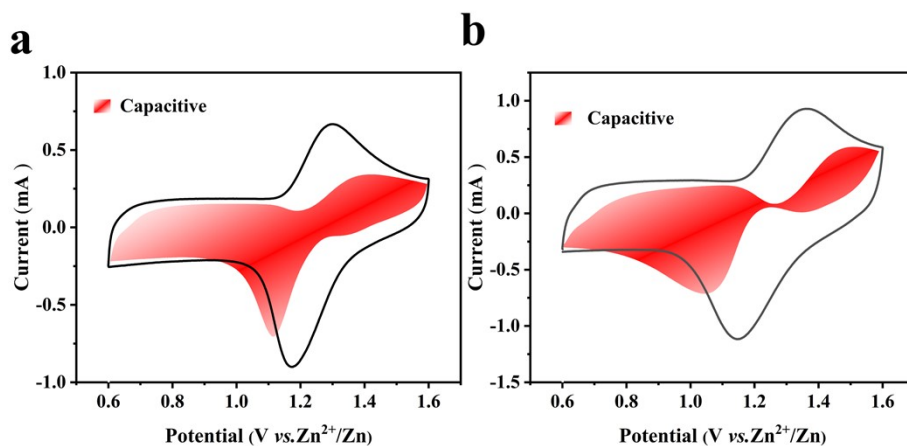 a
1.0
0.5
0.0
-0.5
-1.0
Current (mA)
Capacitive
0.6 0.8 1.0 1.2 1.4 1.6
Potential (V vs.Zn²⁺/Zn)
b
1.0
0.5
0.0
-0.5
-1.0
-1.5
Current (mA)
Capacitive
0.6 0.8 1.0 1.2 1.4 1.6
Potential (V vs.Zn²⁺/Zn)